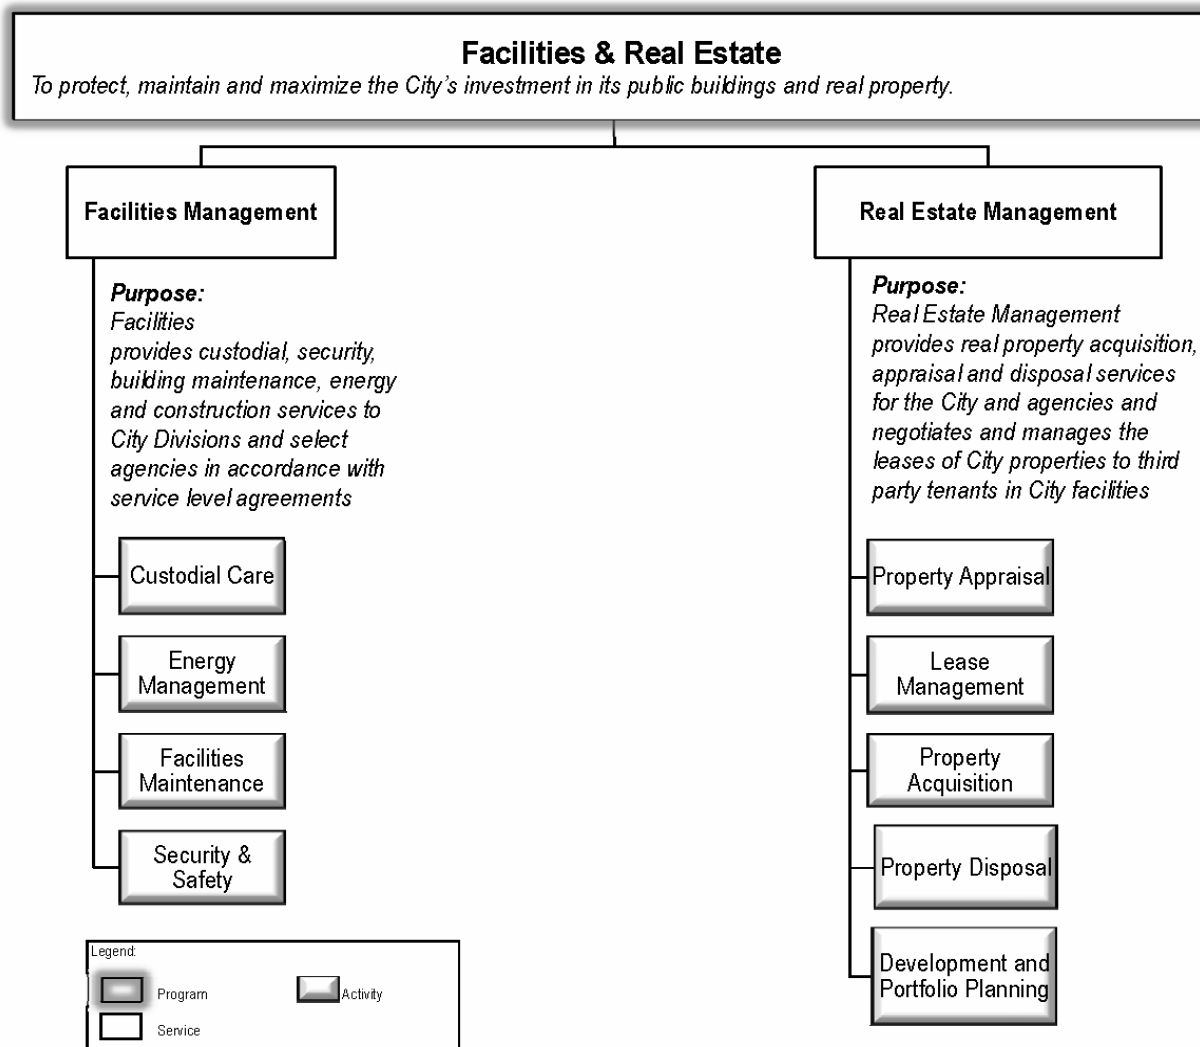 Facilities & Real Estate
To protect, maintain and maximize the City's investment in its public buildings and real property.
Facilities Management
Purpose:
Facilities
provides custodial, security,
building maintenance, energy
and construction services to
City Divisions and select
agencies in accordance with
service level agreements
Custodial Care
Energy
Management
Facilities
Maintenance
Security &
Safety
Real Estate Management
Purpose:
Real Estate Management
provides real property acquisition,
appraisal and disposal services
for the City and agencies and
negotiates and manages the
leases of City properties to third
party tenants in City facilities
Property Appraisal
Lease
Management
Property
Acquisition
Property Disposal
Development and
Portfolio Planning
Legend:
Program
Activity
Service